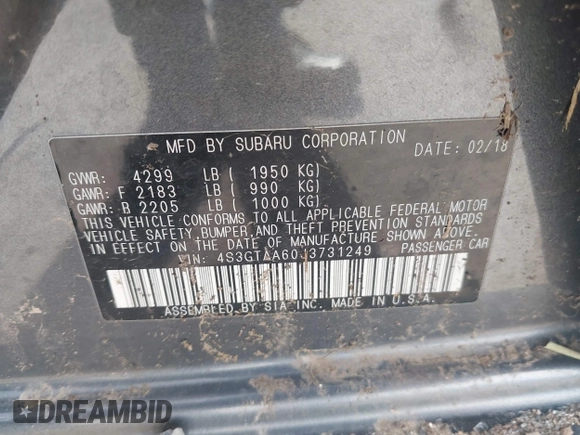 MFD BY SUBARU CORPORATION
DATE: 02/18
GVWR: 4299 LB ( 1950 KG)
GAWR: F 2183 LB ( 990 KG)
GAWR: B 2205 LB ( 1000 KG)
THIS VEHICLE CONFORMS TO ALL APPLICABLE FEDERAL MOTOR
VEHICLE SAFETY, BUMPER, AND THEFT PREVENTION STANDARDS
IN EFFECT ON THE DATE OF MANUFACTURE SHOWN ABOVE.
VIN: 4S3GTAA60J3731249
PASSENGER CAR
ASSEMBLED BY SIA INC. MADE IN U.S.A.
DREAMBID